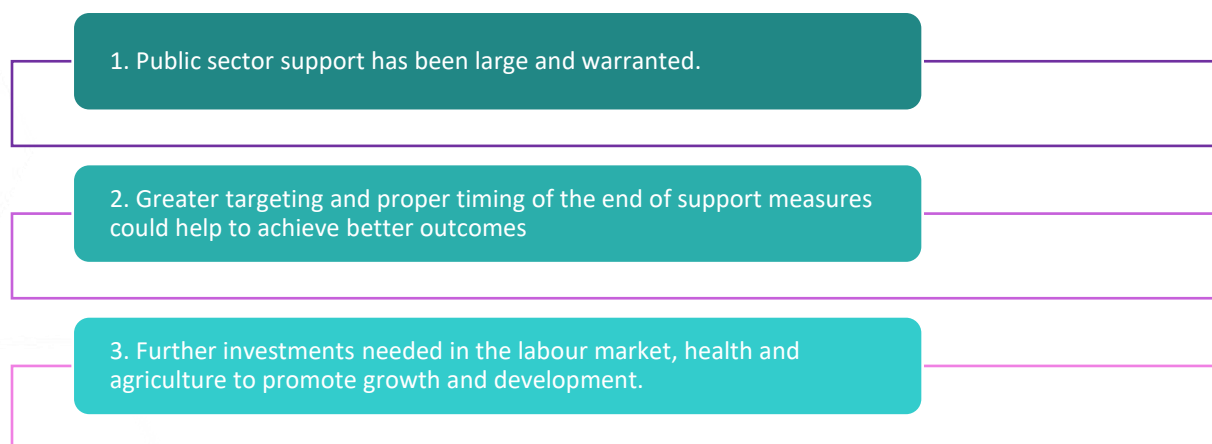 1. Public sector support has been large and warranted.
2. Greater targeting and proper timing of the end of support measures
could help to achieve better outcomes
3. Further investments needed in the labour market, health and
agriculture to promote growth and development.